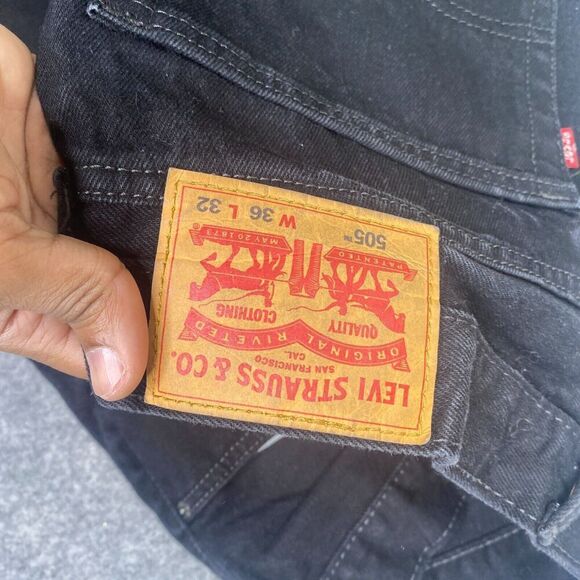 LEVI STRAUSS & CO.
SAN FRANCISCO
CAL.
ORIGINAL RIVETED
QUALITY CLOTHING
PATENTED
MAY 20 1873
505™ W 36 L 32